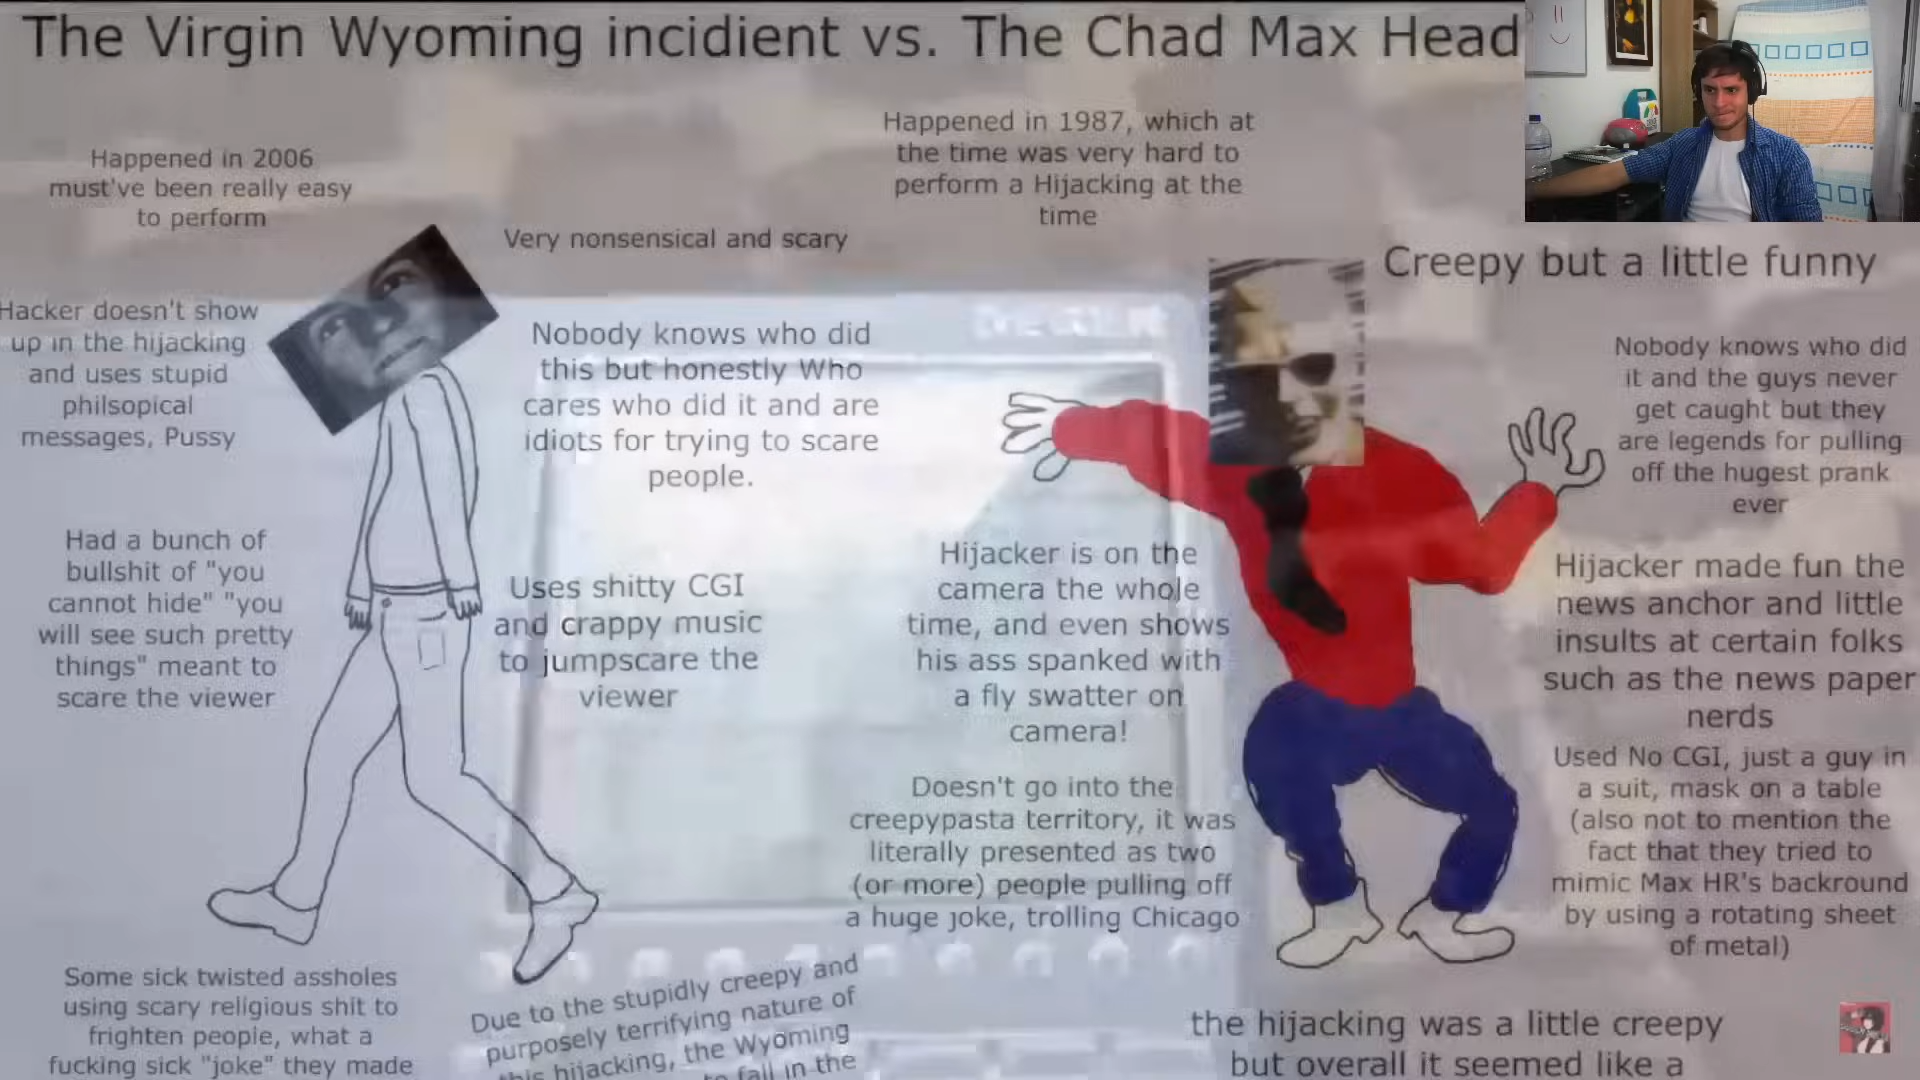 The Virgin Wyoming incidient vs. The Chad Max Head
Happened in 2006
must've been really easy
to perform
Very nonsensical and scary
Hacker doesn't show
up in the hijacking
and uses stupid
philsopical
messages, Pussy
Nobody knows who did
this but honestly Who
cares who did it and are
idiots for trying to scare
people.
Had a bunch of
bullshit of "you
cannot hide" "you
will see such pretty
things" meant to
scare the viewer
Uses shitty CGI
and crappy music
to jumpscare the
viewer
Some sick twisted assholes
using scary religious shit to
frighten people, what a
fucking sick "joke" they made
Due to the stupidly creepy and
purposely terrifying nature of
this hijacking, the Wyoming
to fall in the
Happened in 1987, which at
the time was very hard to
perform a Hijacking at the
time
Creepy but a little funny
Nobody knows who did
it and the guys never
get caught but they
are legends for pulling
off the hugest prank
ever
Hijacker is on the
camera the whole
time, and even shows
his ass spanked with
a fly swatter on
camera!
Hijacker made fun the
news anchor and little
insults at certain folks
such as the news paper
nerds
Doesn't go into the
creepypasta territory, it was
literally presented as two
(or more) people pulling off
a huge joke, trolling Chicago
Used No CGI, just a guy in
a suit, mask on a table
(also not to mention the
fact that they tried to
mimic Max HR's backround
by using a rotating sheet
of metal)
the hijacking was a little creepy
but overall it seemed like a